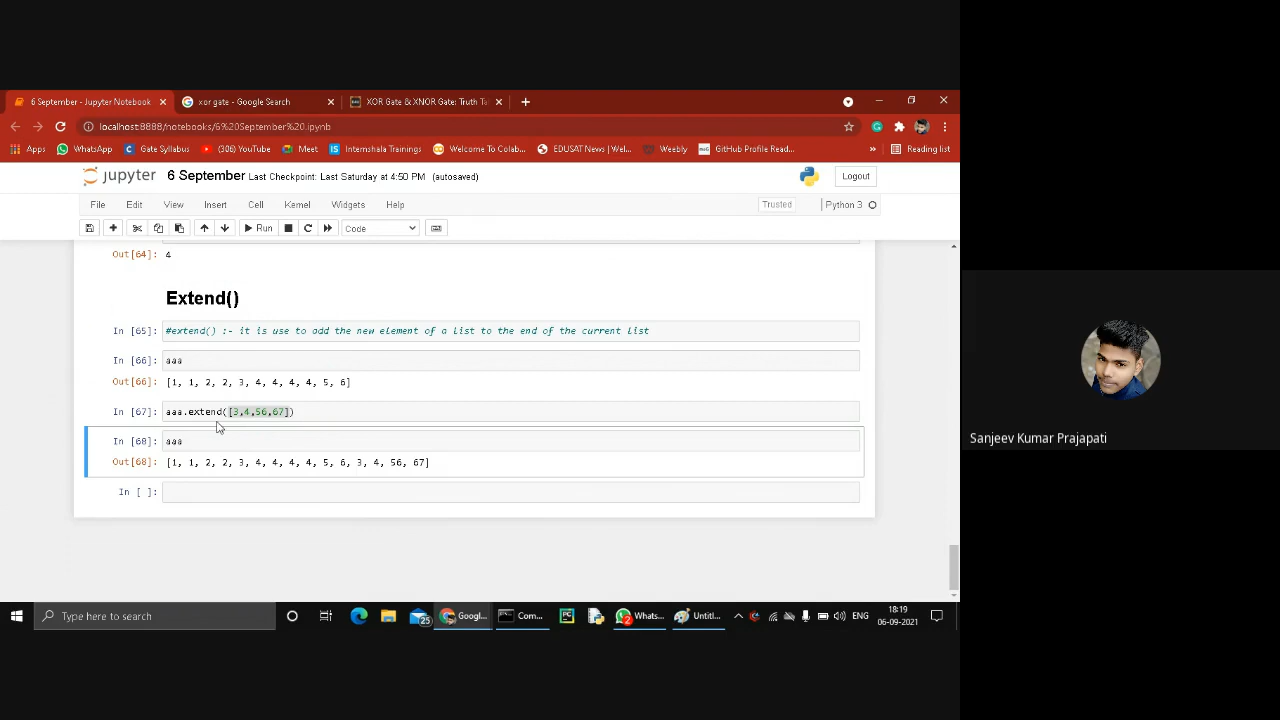 6 September - Jupyter Notebook
xor gate - Google Search
XOR Gate & XNOR Gate: Truth Ta
localhost:8888/notebooks/6%20September%20.ipynb
Apps
WhatsApp
Gate Syllabus
(306) YouTube
Meet
Internshala Trainings
Welcome To Colab...
EDUSAT News | Wel...
Weebly
GitHub Profile Read...
»
Reading list
jupyter
6 September Last Checkpoint: Last Saturday at 4:50 PM (autosaved)
Logout
File Edit View Insert Cell Kernel Widgets Help
Trusted
Python 3
Run
Code
Out[64]: 4
Extend()
In [65]: #extend() :- it is use to add the new element of a list to the end of the current list
In [66]: aaa
Out[66]: [1, 1, 2, 2, 3, 4, 4, 4, 4, 5, 6]
In [67]: aaa.extend([3,4,56,67])
In [68]: aaa
Out[68]: [1, 1, 2, 2, 3, 4, 4, 4, 4, 5, 6, 3, 4, 56, 67]
In [ ]:
Sanjeev Kumar Prajapati
Type here to search
25
Googl...
Com...
2
Whats...
Untitl...
ENG
18:19
06-09-2021